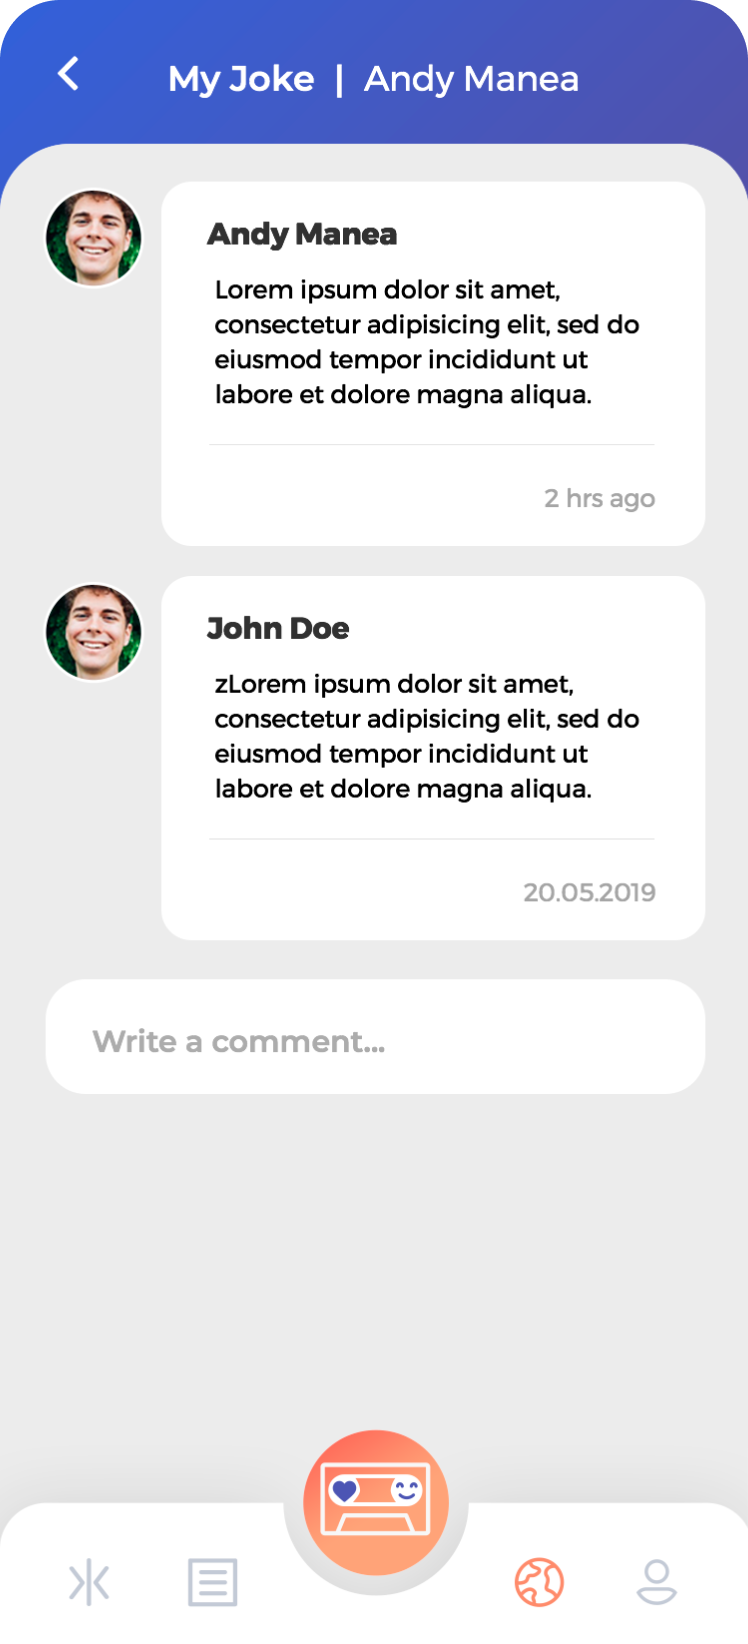 My Joke | Andy Manea
Andy Manea
Lorem ipsum dolor sit amet,
consectetur adipisicing elit, sed do
eiusmod tempor incididunt ut
labore et dolore magna aliqua.
2 hrs ago
John Doe
zLorem ipsum dolor sit amet,
consectetur adipisicing elit, sed do
eiusmod tempor incididunt ut
labore et dolore magna aliqua.
20.05.2019
Write a comment...